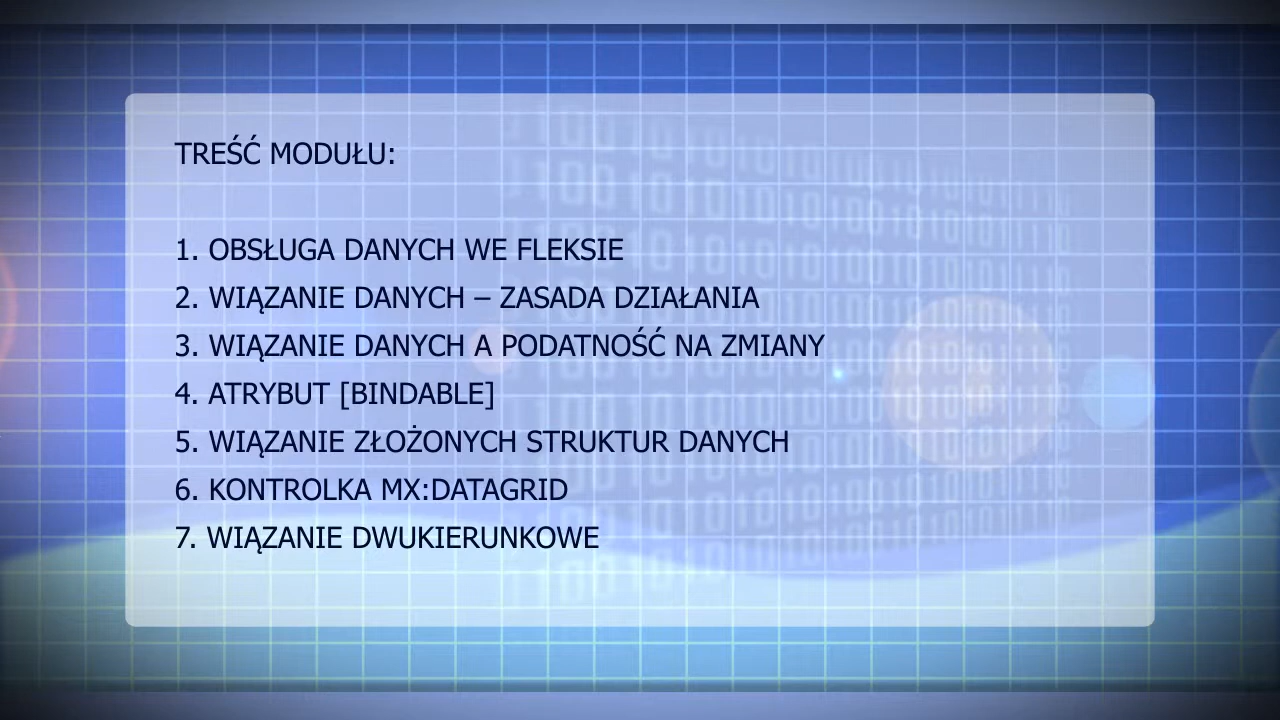 TREŚĆ MODUŁU:
1. OBSŁUGA DANYCH WE FLEKSIE
2. WIĄZANIE DANYCH – ZASADA DZIAŁANIA
3. WIĄZANIE DANYCH A PODATNOŚĆ NA ZMIANY
4. ATRYBUT [BINDABLE]
5. WIĄZANIE ZŁOŻONYCH STRUKTUR DANYCH
6. KONTROLKA MX:DATAGRID
7. WIĄZANIE DWUKIERUNKOWE